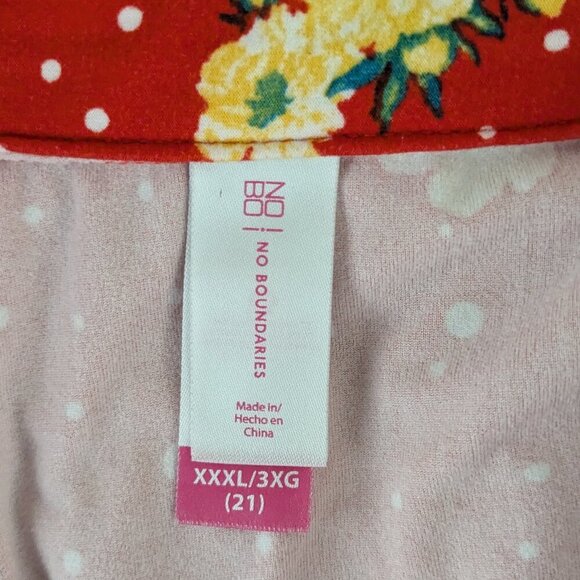 NO
BO
NO BOUNDARIES
Made in/
Hecho en
China
XXXL/3XG
(21)